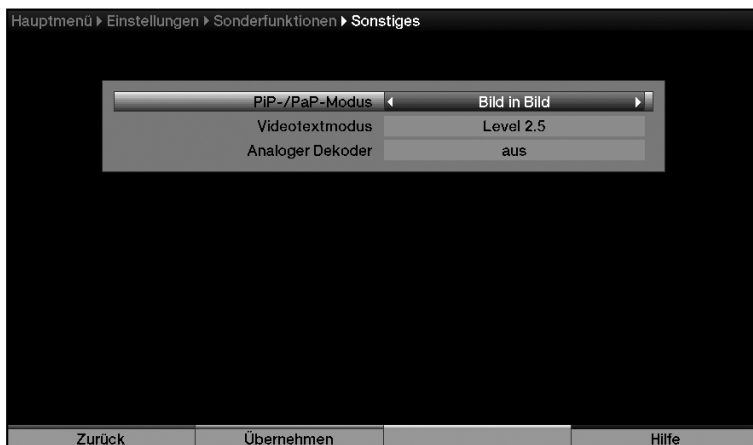 Hauptmenü ▸ Einstellungen ▸ Sonderfunktionen ▸ Sonstiges
PiP-/PaP-Modus Bild in Bild
Videotextmodus Level 2.5
Analoger Dekoder aus
Zurück Übernehmen Hilfe